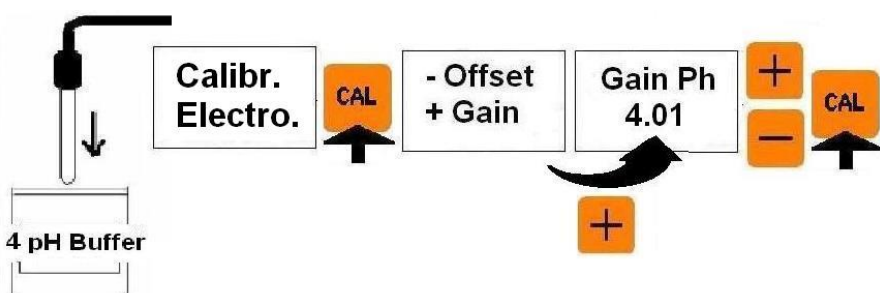 Calibr.
Electro.
CAL
- Offset
+ Gain
Gain Ph
4.01
+
−
CAL
+
4 pH Buffer